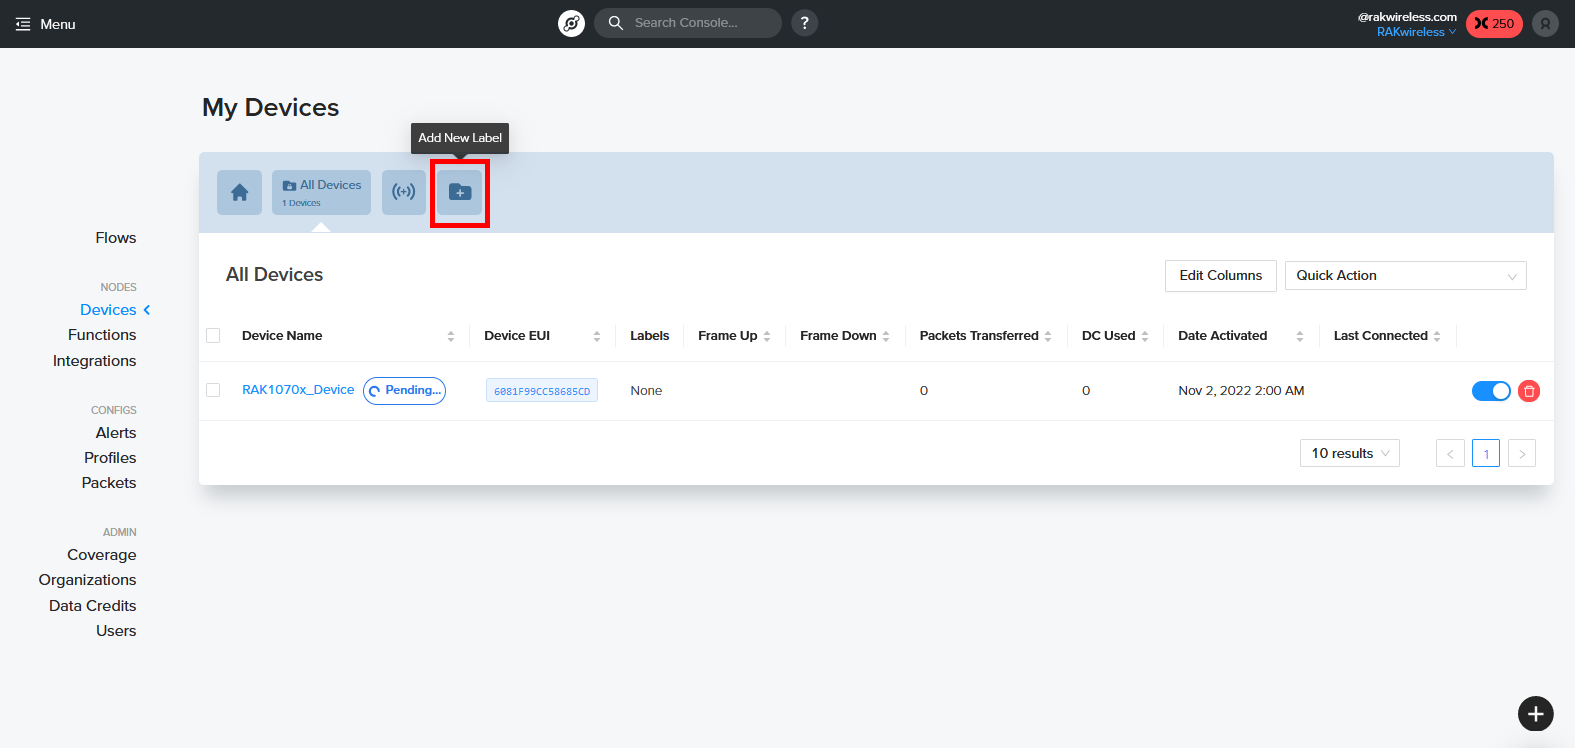 Menu
Search Console...
?
@rakwireless.com
RAKwireless
250
My Devices
Add New Label
All Devices
1 Devices
Flows
NODES
Devices
Functions
Integrations
CONFIGS
Alerts
Profiles
Packets
ADMIN
Coverage
Organizations
Data Credits
Users
All Devices
Edit Columns
Quick Action
Device Name Device EUI Labels Frame Up Frame Down Packets Transferred DC Used Date Activated Last Connected
RAK1070x_Device Pending... 6081F99CC58685CD None 0 0 Nov 2, 2022 2:00 AM
10 results < 1 >